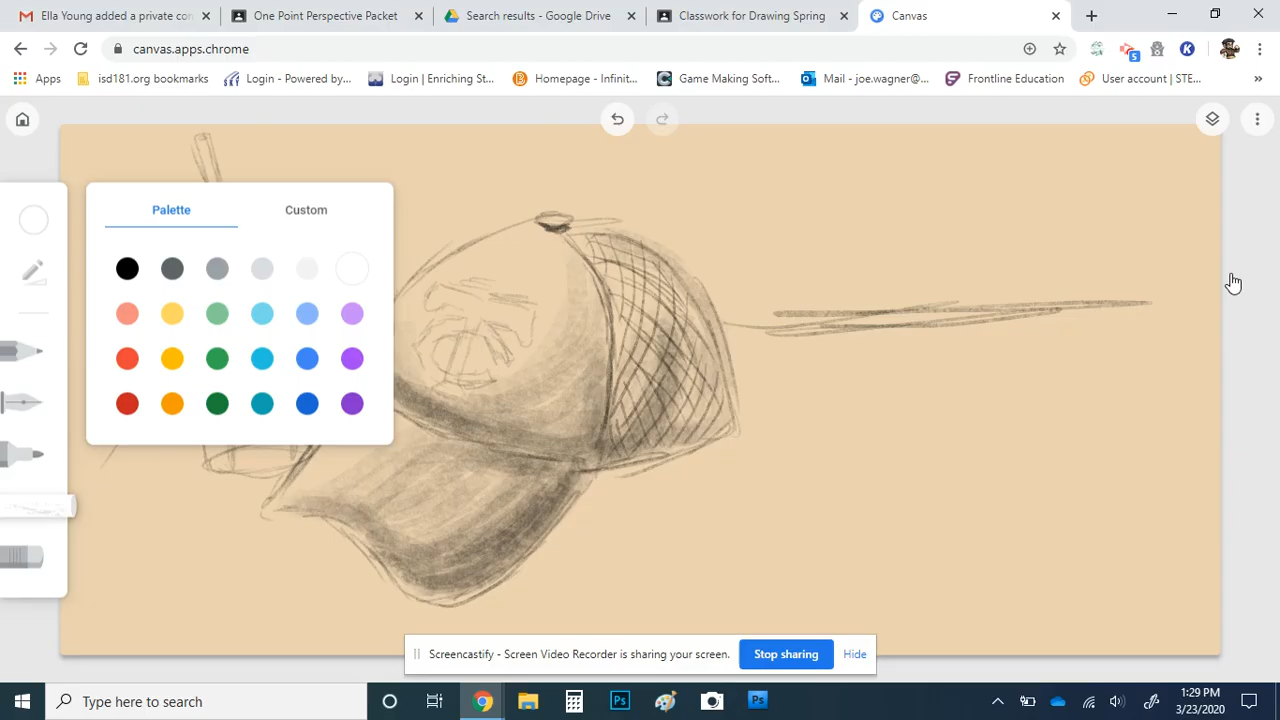 Ella Young added a private co
One Point Perspective Packet
Search results - Google Drive
Classwork for Drawing Spring
Canvas
canvas.apps.chrome
Apps
isd181.org bookmarks
Login - Powered by...
Login | Enriching St...
Homepage - Infinit...
Game Making Soft...
Mail - joe.wagner@...
Frontline Education
User account | STE...
5
K
»
Palette
Custom
Screencastify - Screen Video Recorder is sharing your screen.
Stop sharing
Hide
Type here to search
Ps
Ps
1:29 PM
3/23/2020